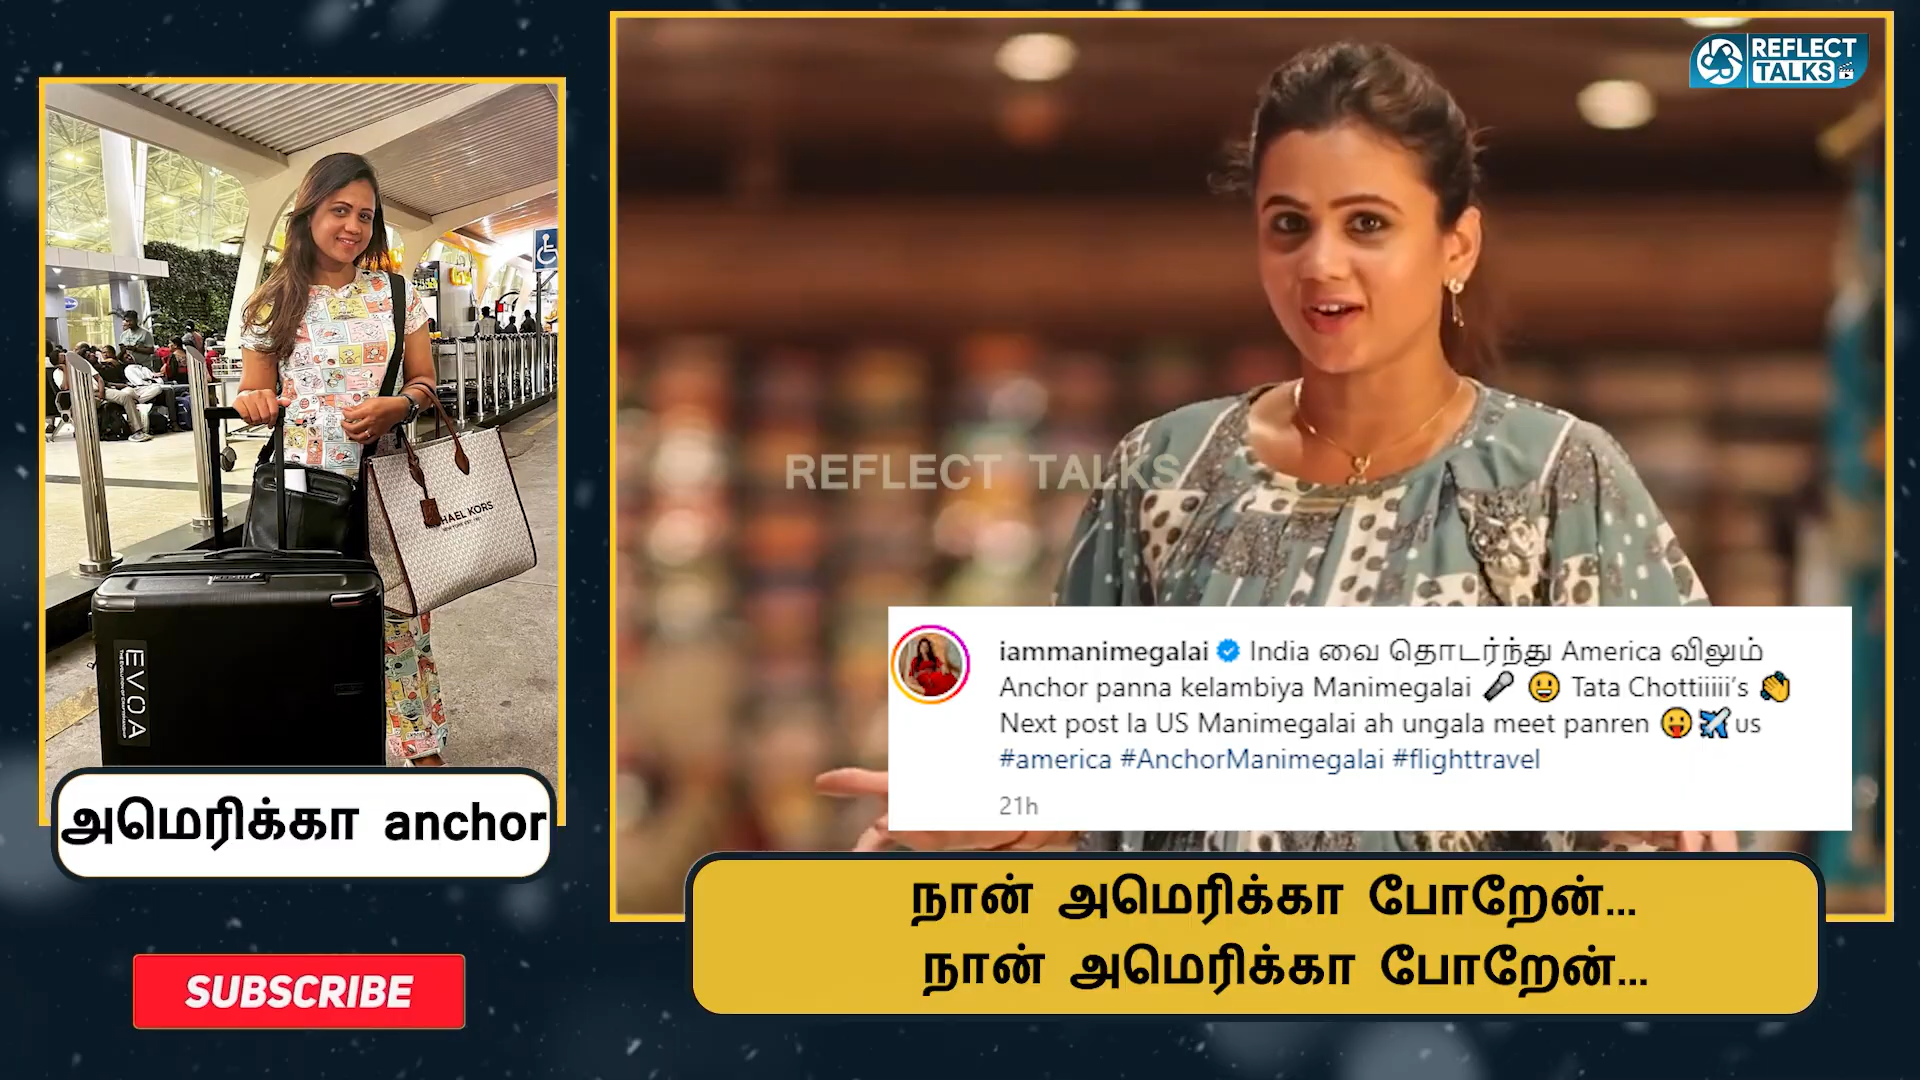 REFLECT
TALKS
REFLECT TALKS
MICHAEL KORS
EVOA
iammanimegalai India வை தொடர்ந்து America விலும்
Anchor panna kelambiya Manimegalai 🎤 😃 Tata Chottiiiii's 👏
Next post la US Manimegalai ah ungala meet panren 😛✈️us
#america #AnchorManimegalai #flighttravel
21h
அமெரிக்கா anchor
நான் அமெரிக்கா போறேன்...
நான் அமெரிக்கா போறேன்...
SUBSCRIBE